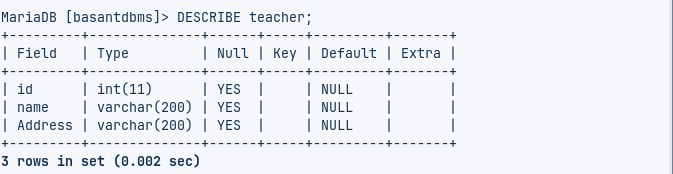 MariaDB [basantdbms]> DESCRIBE teacher;
+---------+--------------+------+-----+---------+-------+
| Field   | Type         | Null | Key | Default | Extra |
+---------+--------------+------+-----+---------+-------+
| id      | int(11)      | YES  |     | NULL    |       |
| name    | varchar(200) | YES  |     | NULL    |       |
| Address | varchar(200) | YES  |     | NULL    |       |
+---------+--------------+------+-----+---------+-------+
3 rows in set (0.002 sec)